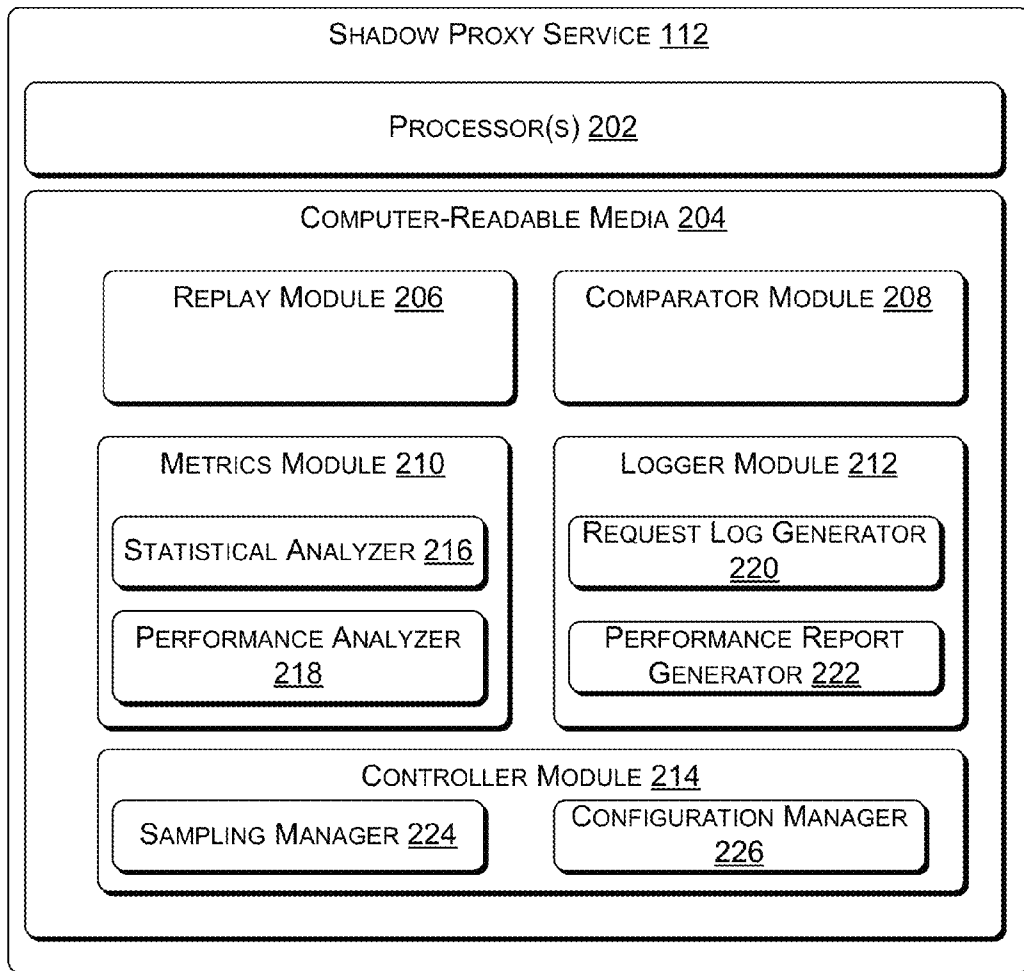 SHADOW PROXY SERVICE 112
PROCESSOR(S) 202
COMPUTER-READABLE MEDIA 204
REPLAY MODULE 206
COMPARATOR MODULE 208
METRICS MODULE 210
STATISTICAL ANALYZER 216
PERFORMANCE ANALYZER
218
LOGGER MODULE 212
REQUEST LOG GENERATOR
220
PERFORMANCE REPORT
GENERATOR 222
CONTROLLER MODULE 214
SAMPLING MANAGER 224
CONFIGURATION MANAGER
226